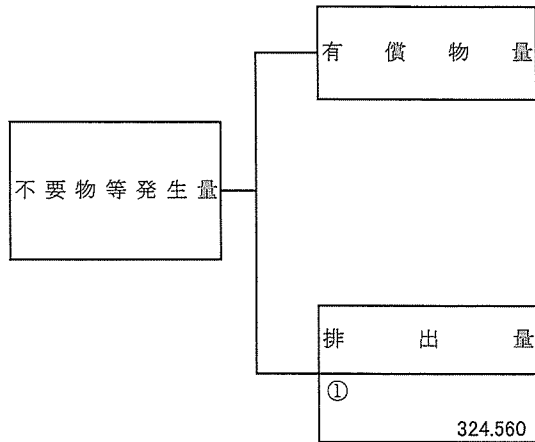 有償物量
不要物等発生量
排出量
①
324.560